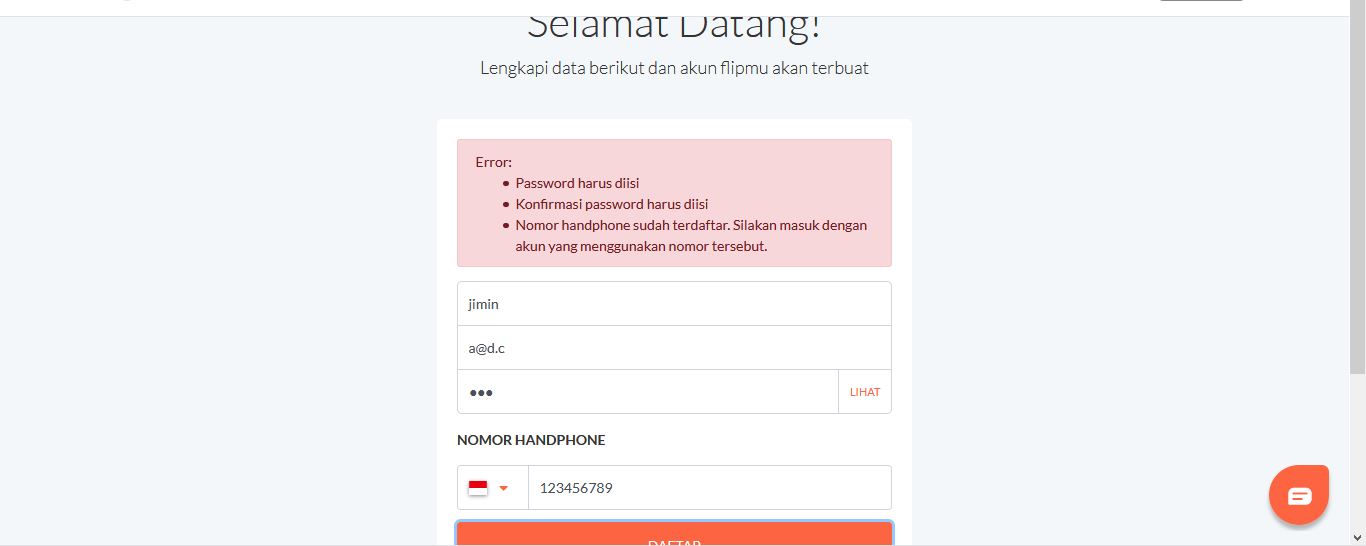 Selamat Datang!
Lengkapi data berikut dan akun flipmu akan terbuat
Error:
Password harus diisi
Konfirmasi password harus diisi
Nomor handphone sudah terdaftar. Silakan masuk dengan
akun yang menggunakan nomor tersebut.
jimin
a@d.c
LIHAT
NOMOR HANDPHONE
123456789
DAFTAR